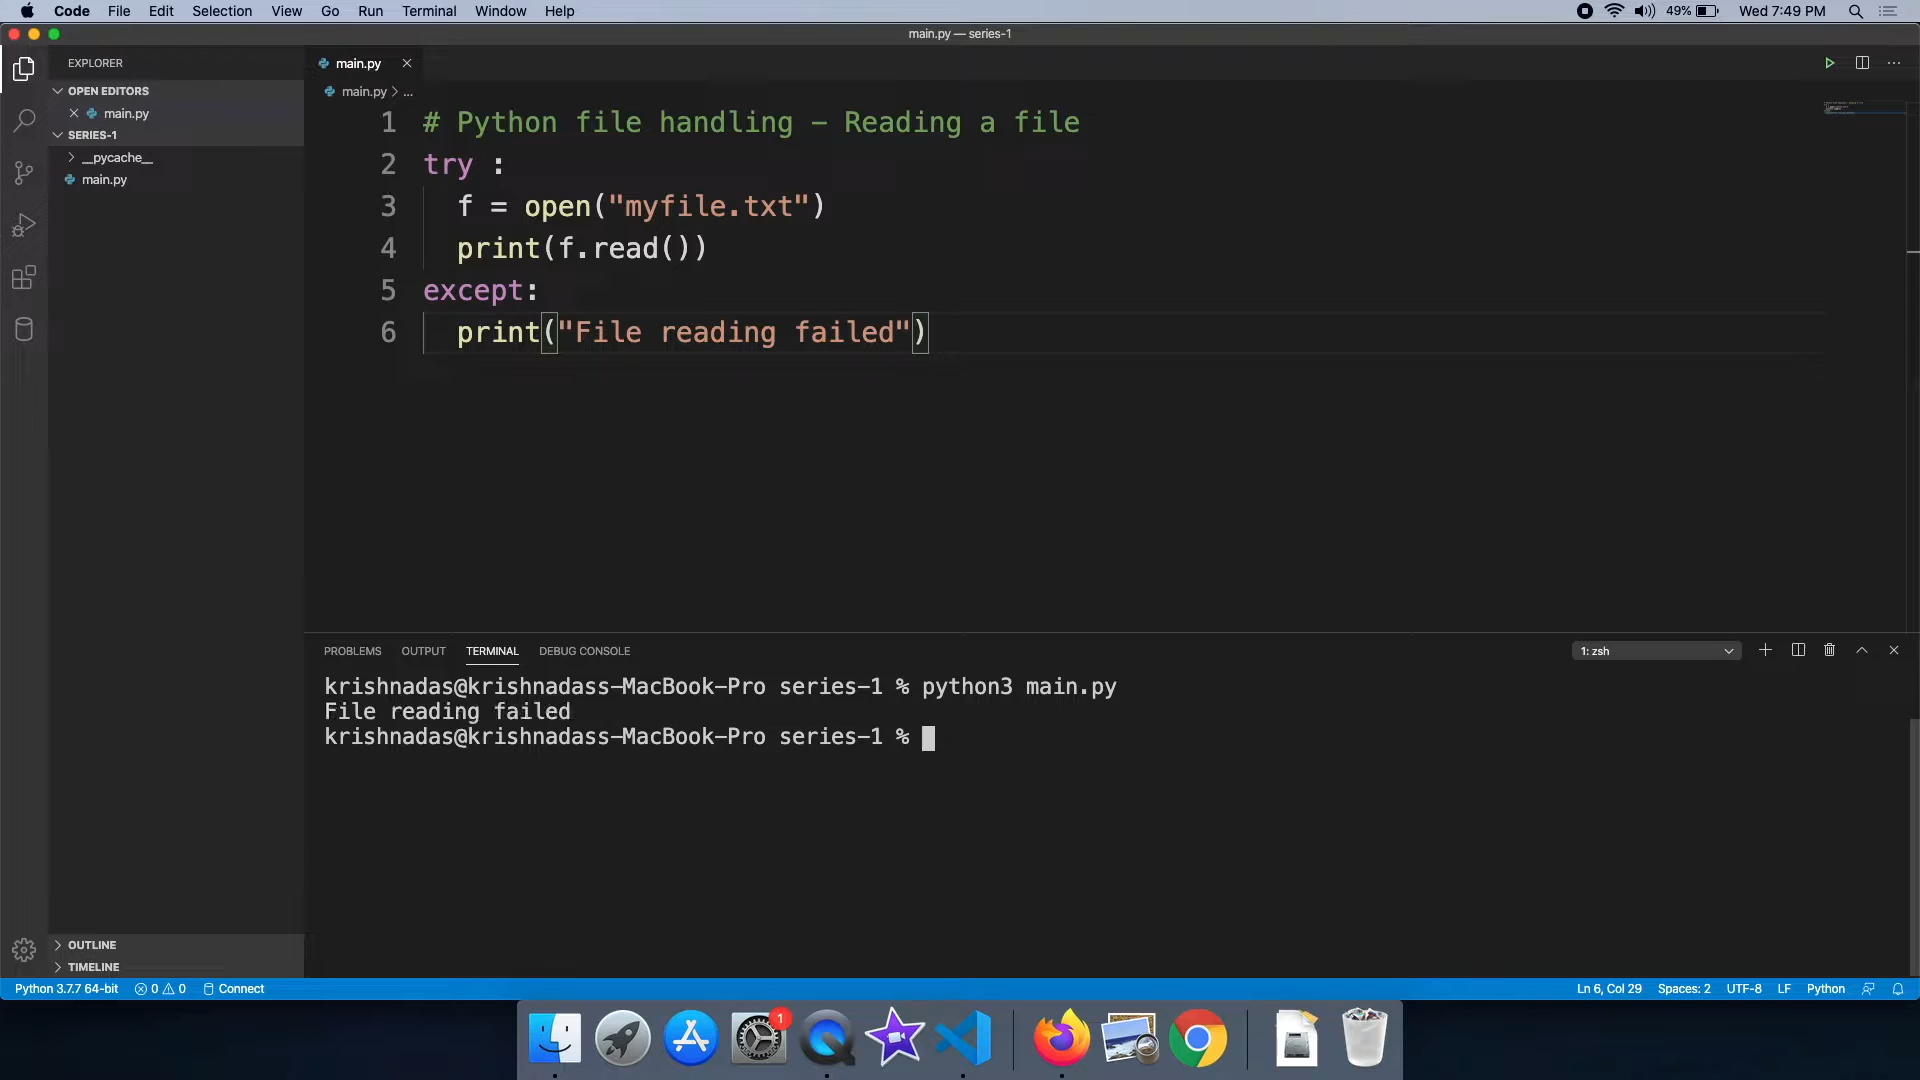 Code File Edit Selection View Go Run Terminal Window Help 49% Wed 7:49 PM
main.py — series-1
EXPLORER
OPEN EDITORS
main.py
SERIES-1
__pycache__
main.py
OUTLINE
TIMELINE
main.py
main.py > ...
1 # Python file handling - Reading a file
2 try :
3 f = open("myfile.txt")
4 print(f.read())
5 except:
6 print("File reading failed")
PROBLEMS OUTPUT TERMINAL DEBUG CONSOLE 1: zsh
krishnadas@krishnadass-MacBook-Pro series-1 % python3 main.py
File reading failed
krishnadas@krishnadass-MacBook-Pro series-1 %
Python 3.7.7 64-bit 0 0 Connect Ln 6, Col 29 Spaces: 2 UTF-8 LF Python
1